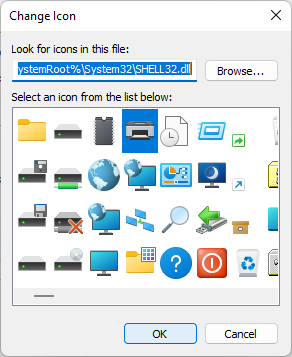 Change Icon
Look for icons in this file:
ystemRoot%\System32\SHELL32.dll
Browse...
Select an icon from the list below:
OK
Cancel